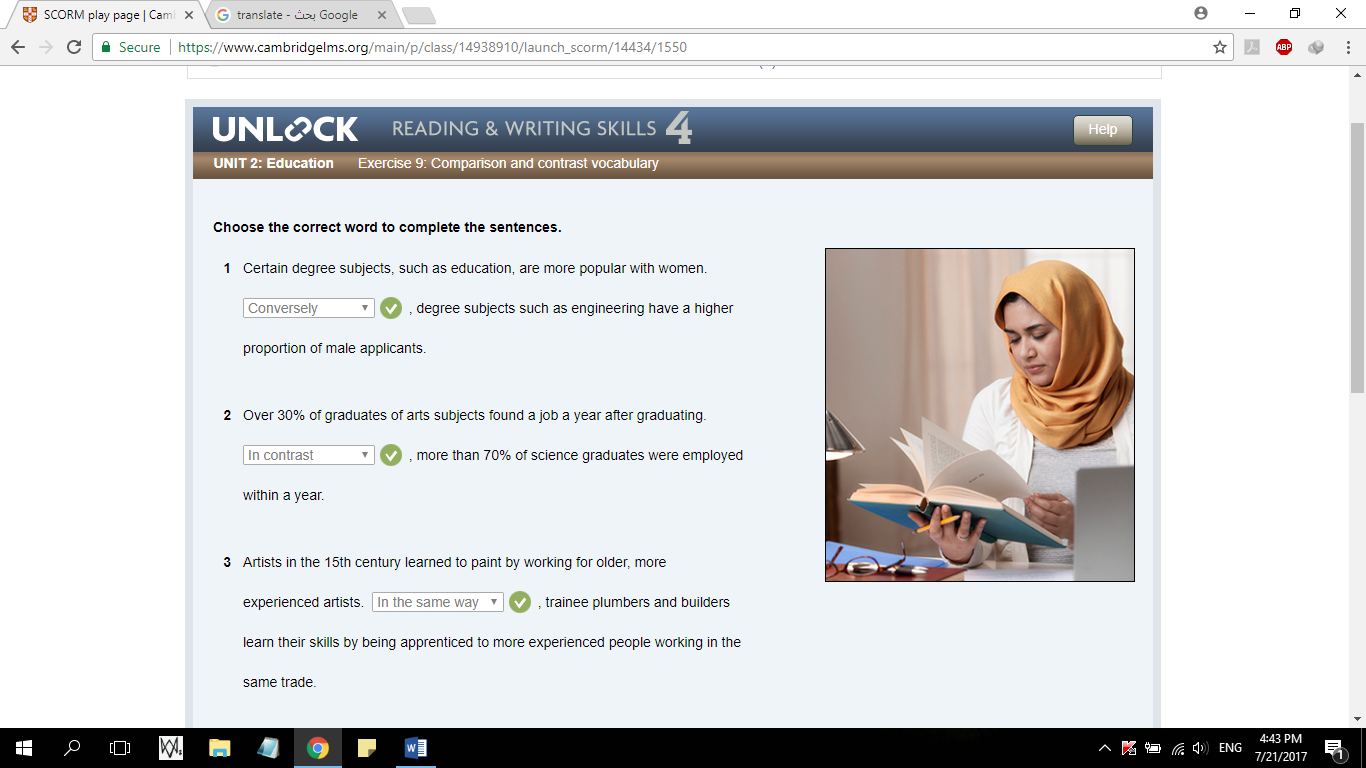 SCORM play page | Cam
translate - بحث Google
Secure | https://www.cambridgelms.org/main/p/class/14938910/launch_scorm/14434/1550
ABP
UNLOCK READING & WRITING SKILLS 4
Help
UNIT 2: Education Exercise 9: Comparison and contrast vocabulary
Choose the correct word to complete the sentences.
1 Certain degree subjects, such as education, are more popular with women.
Conversely , degree subjects such as engineering have a higher
proportion of male applicants.
2 Over 30% of graduates of arts subjects found a job a year after graduating.
In contrast , more than 70% of science graduates were employed
within a year.
3 Artists in the 15th century learned to paint by working for older, more
experienced artists. In the same way , trainee plumbers and builders
learn their skills by being apprenticed to more experienced people working in the
same trade.
ENG
4:43 PM
7/21/2017
1